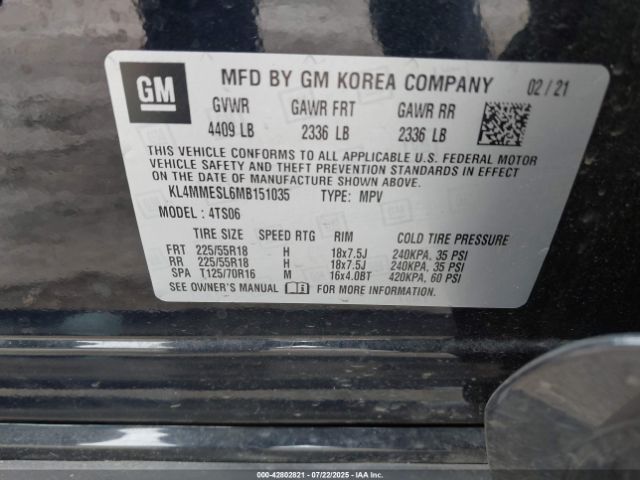 GM MFD BY GM KOREA COMPANY 02/21
GVWR GAWR FRT GAWR RR
4409 LB 2336 LB 2336 LB
THIS VEHICLE CONFORMS TO ALL APPLICABLE U.S. FEDERAL MOTOR
VEHICLE SAFETY AND THEFT PREVENTION STANDARDS IN EFFECT
ON THE DATE OF MANUFACTURE SHOWN ABOVE.
KL4MMESL6MB151035 TYPE: MPV
MODEL: 4TS06
TIRE SIZE SPEED RTG RIM COLD TIRE PRESSURE
FRT 225/55R18 H 18x7.5J 240KPA, 35 PSI
RR 225/55R18 H 18x7.5J 240KPA, 35 PSI
SPA T125/70R16 M 16x4.0BT 420KPA, 60 PSI
SEE OWNER'S MANUAL FOR MORE INFORMATION.
000-42802821 07/22/2025 IAA Inc.